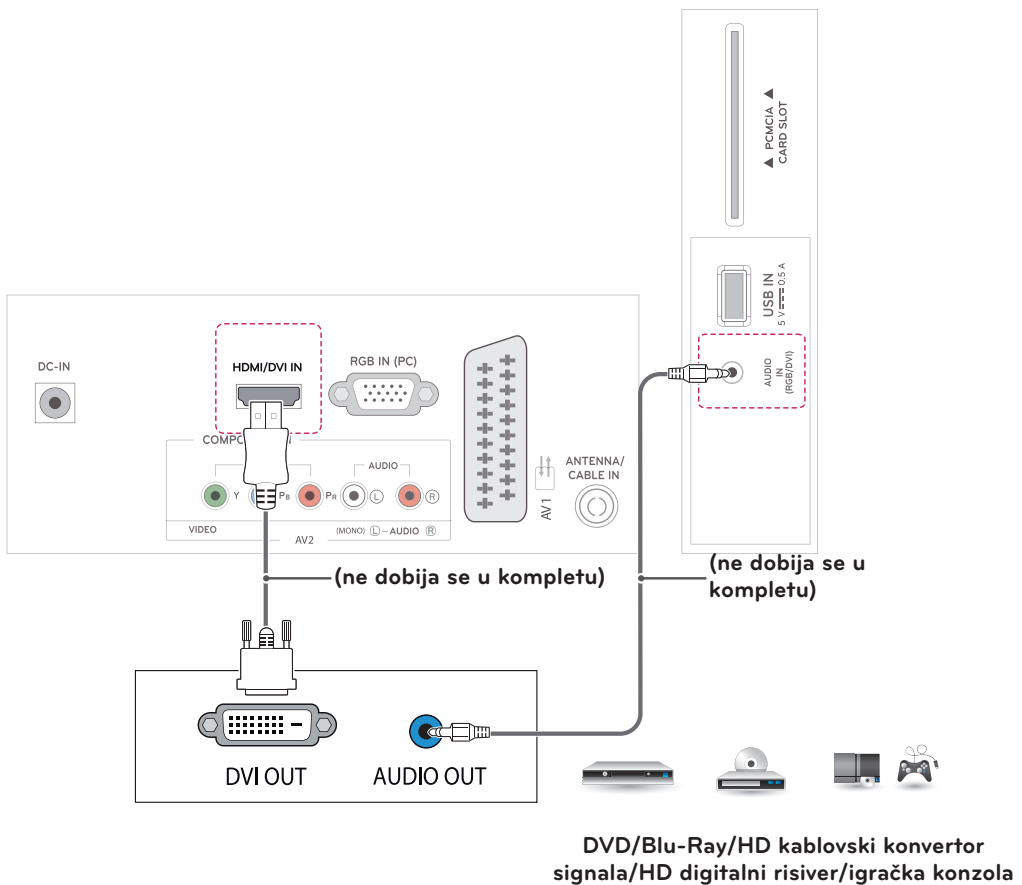 ▲ PCMCIA ▲
CARD SLOT
USB IN
5 V 0.5 A
AUDIO
IN
(RGB/DVI)
DC-IN
HDMI/DVI IN
RGB IN (PC)
COMPO IN
AUDIO
Y PB PR L R
VIDEO
(MONO) L – AUDIO R
AV2
AV1
ANTENNA/
CABLE IN
(ne dobija se u kompletu)
(ne dobija se u
kompletu)
DVI OUT
AUDIO OUT
DVD/Blu-Ray/HD kablovski konvertor
signala/HD digitalni risiver/igračka konzola